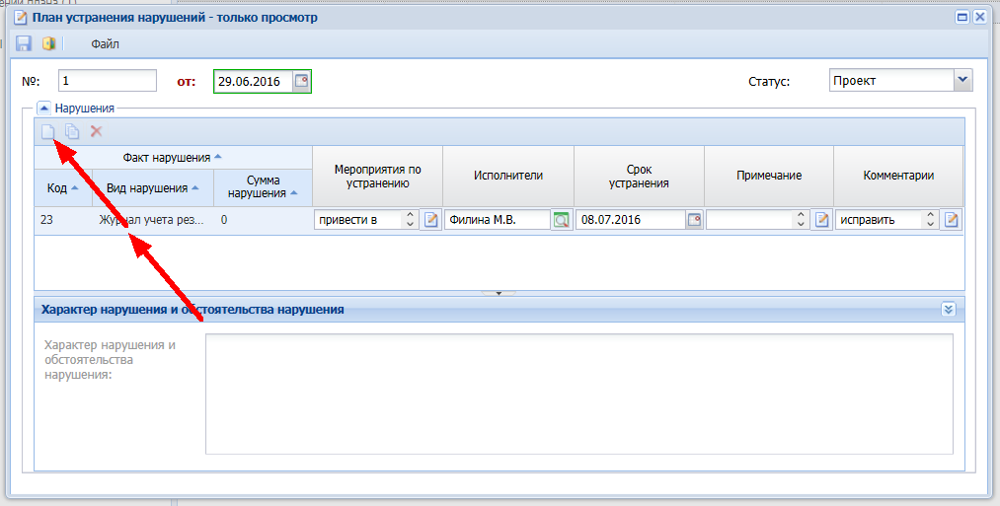 План устранения нарушений - только просмотр
Файл
№: 1 от: 29.06.2016 Статус: Проект
Нарушения
Факт нарушения
Код Вид нарушения Сумма нарушения Мероприятия по устранению Исполнители Срок устранения Примечание Комментарии
23 Журнал учета рез... 0 привести в Филина М.В. 08.07.2016 исправить
Характер нарушения и обстоятельства нарушения
Характер нарушения и
обстоятельства
нарушения: